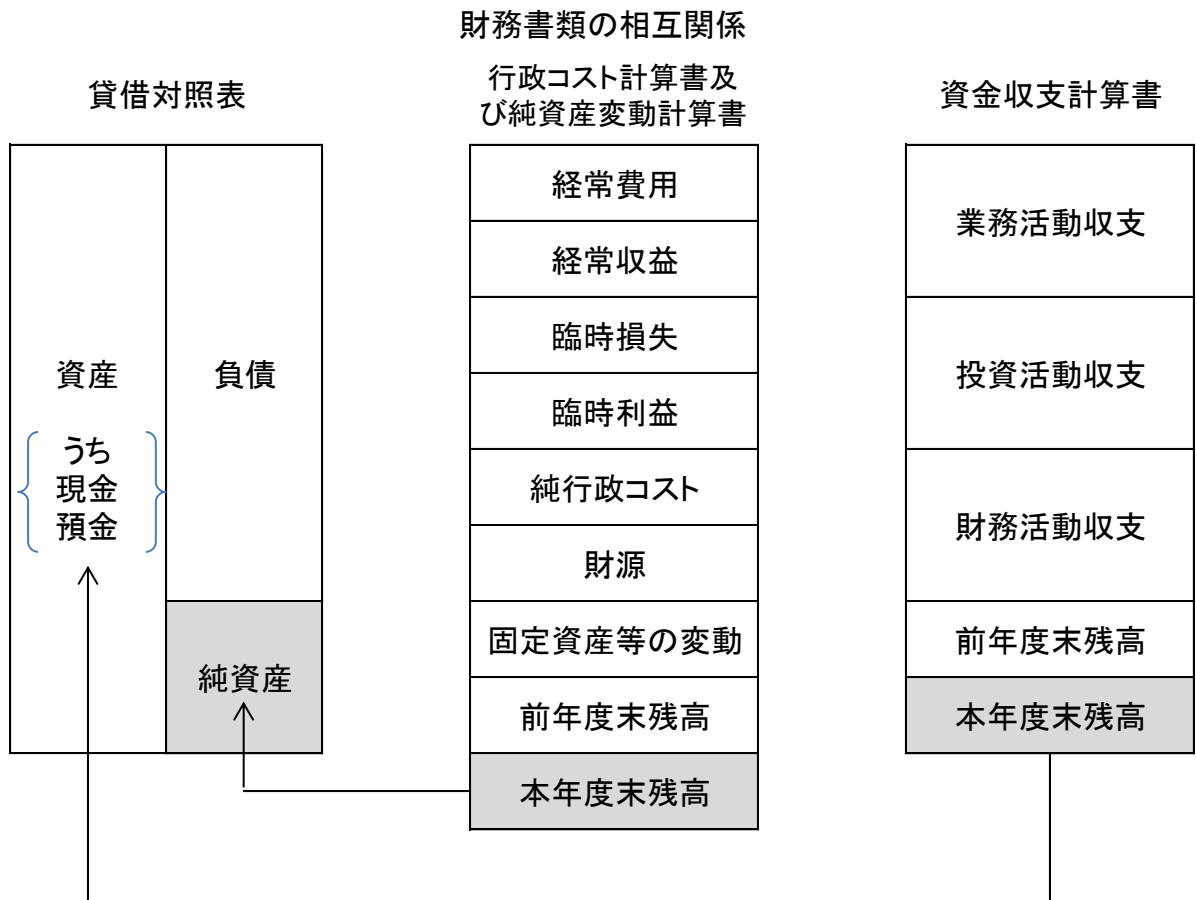 財務書類の相互関係
貸借対照表
資産
うち
現金
預金
負債
純資産
行政コスト計算書及
び純資産変動計算書
経常費用
経常収益
臨時損失
臨時利益
純行政コスト
財源
固定資産等の変動
前年度末残高
本年度末残高
資金収支計算書
業務活動収支
投資活動収支
財務活動収支
前年度末残高
本年度末残高